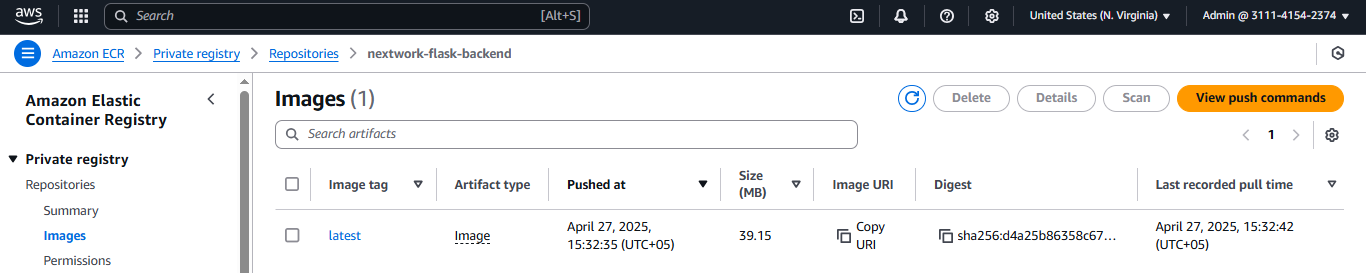 aws
Search [Alt+S] United States (N. Virginia) Admin @ 3111-4154-2374
Amazon ECR Private registry Repositories nextwork-flask-backend
Amazon Elastic
Container Registry
Private registry
Repositories
Summary
Images
Permissions
Images (1)
Delete Details Scan View push commands
Search artifacts
1
Image tag Artifact type Pushed at Size
(MB) Image URI Digest Last recorded pull time
latest Image April 27, 2025,
15:32:35 (UTC+05) 39.15 Copy
URI sha256:d4a25b86358c67... April 27, 2025, 15:32:42
(UTC+05)